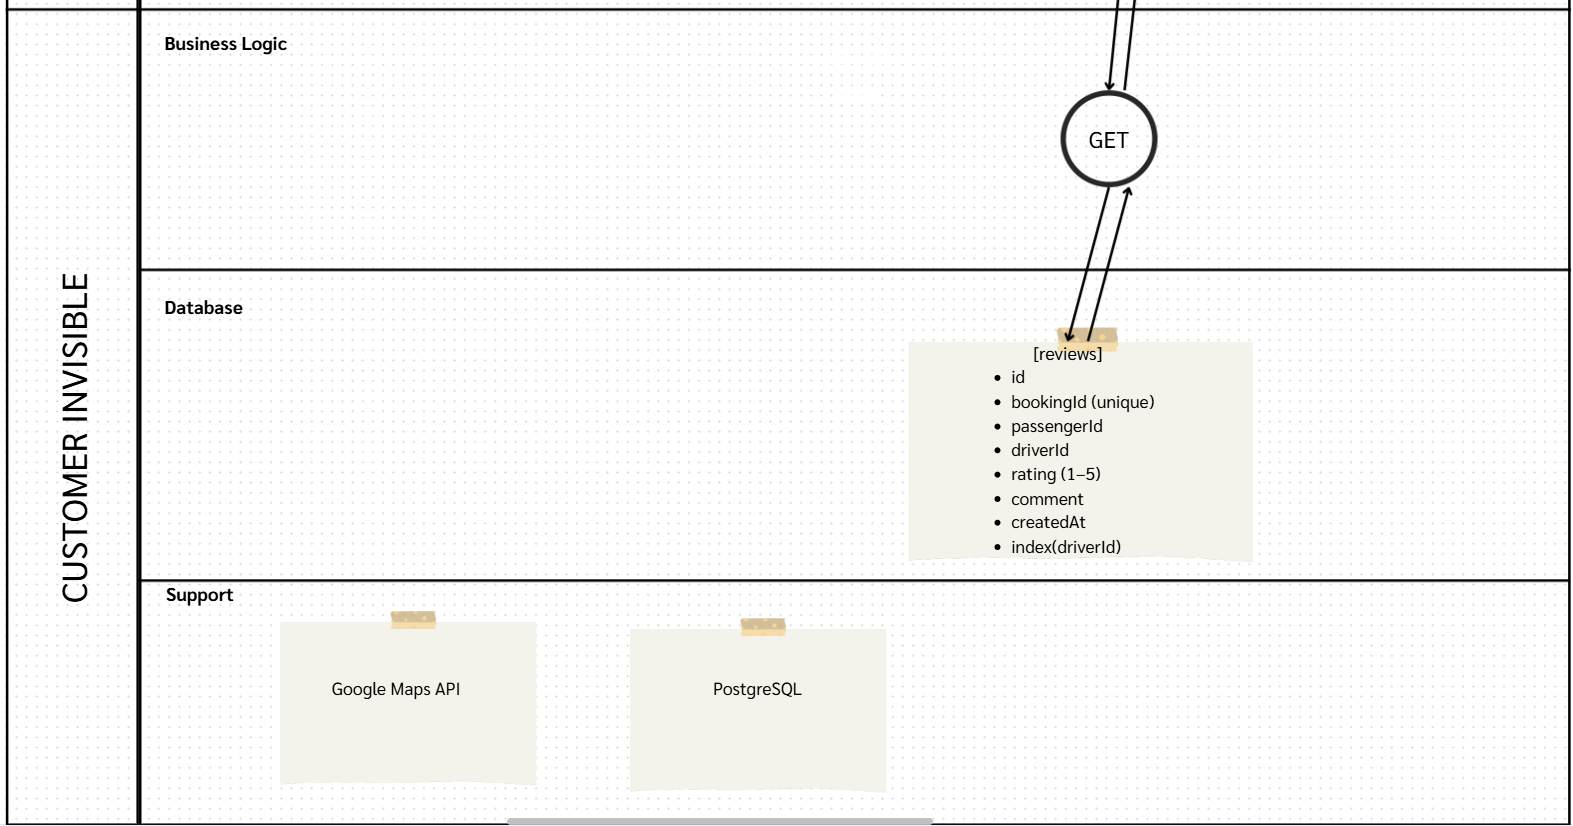 Business Logic
GET
CUSTOMER INVISIBLE
Database
[reviews]
• id
• bookingId (unique)
• passengerId
• driverId
• rating (1–5)
• comment
• createdAt
• index(driverId)
Support
Google Maps API
PostgreSQL